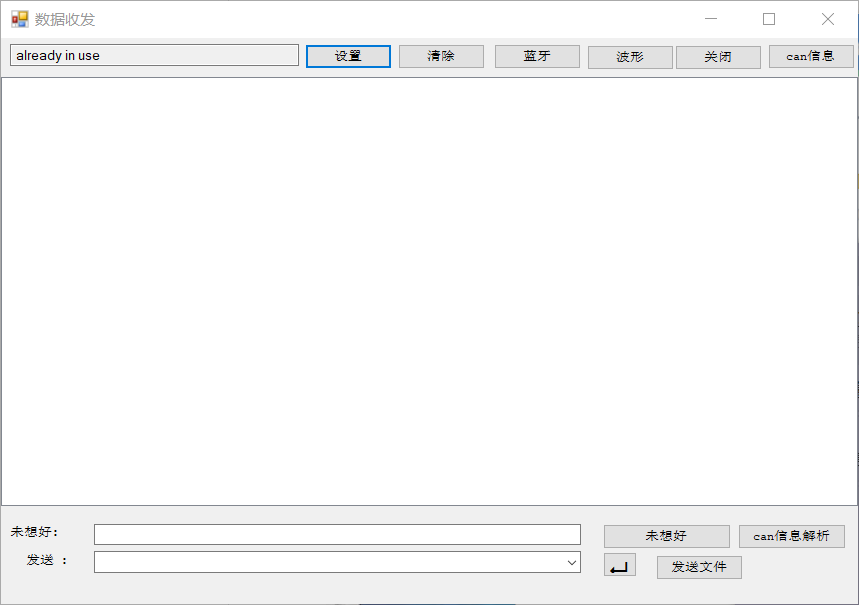 数据收发
already in use 设置 清除 蓝牙 波形 关闭 can信息
未想好: 未想好 can信息解析
发送 : 发送文件